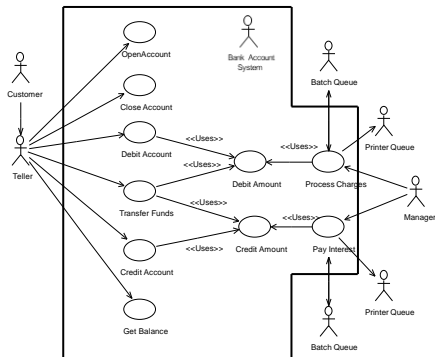 OpenAccount
Bank Account
System
Batch Queue
Customer
Close Account
Printer Queue
<<Uses>>
<<Uses>>
<<Uses>>
Teller
Debit Account
Debit Amount
Process Charges
Manager
<<Uses>>
Transfer Funds
<<Uses>>
<<Uses>>
Credit Amount
Pay Interest
Credit Account
Printer Queue
Get Balance
Batch Queue